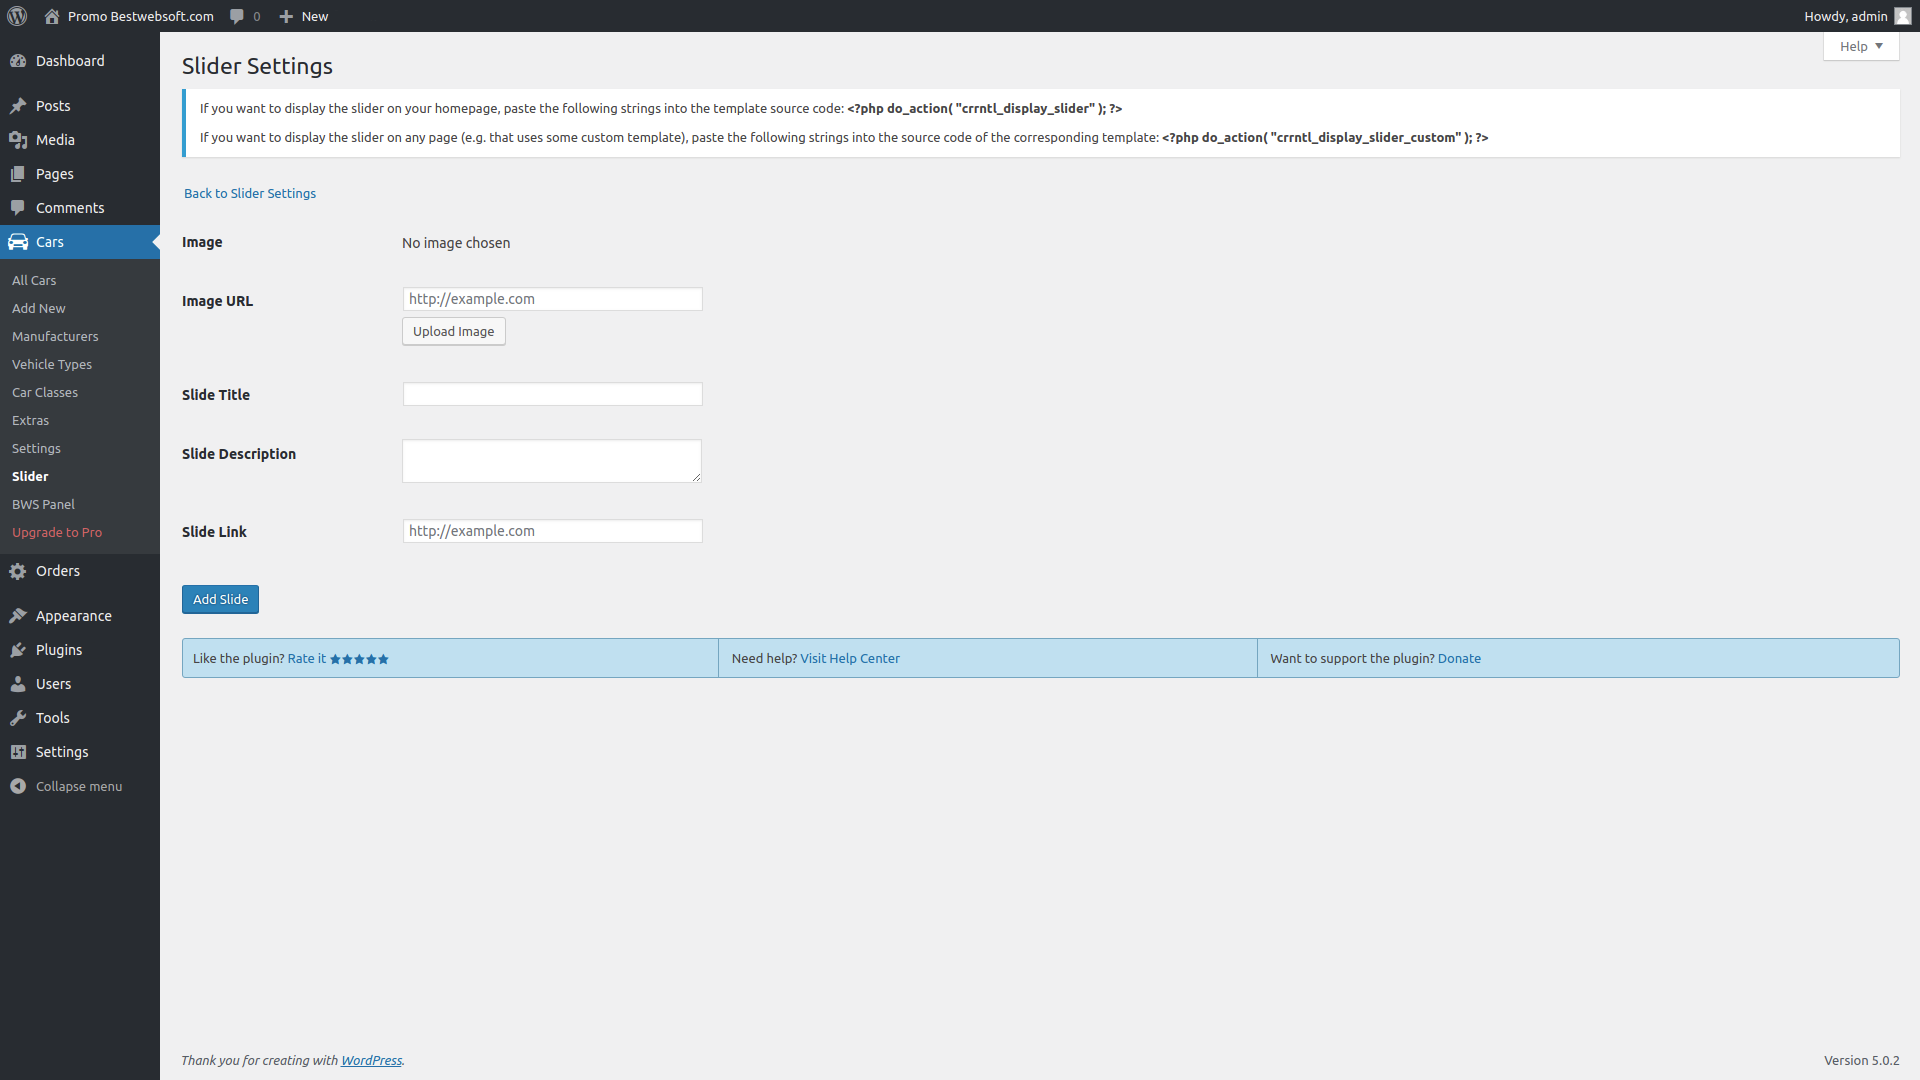 Promo Bestwebsoft.com
0
New
Howdy, admin
Help
Dashboard
Posts
Media
Pages
Comments
Cars
All Cars
Add New
Manufacturers
Vehicle Types
Car Classes
Extras
Settings
Slider
BWS Panel
Upgrade to Pro
Orders
Appearance
Plugins
Users
Tools
Settings
Collapse menu
Slider Settings
If you want to display the slider on your homepage, paste the following strings into the template source code: <?php do_action( "crrntl_display_slider" ); ?>
If you want to display the slider on any page (e.g. that uses some custom template), paste the following strings into the source code of the corresponding template: <?php do_action( "crrntl_display_slider_custom" ); ?>
Back to Slider Settings
Image
No image chosen
Image URL
http://example.com
Upload Image
Slide Title
Slide Description
Slide Link
http://example.com
Add Slide
Like the plugin? Rate it ★★★★★
Need help? Visit Help Center
Want to support the plugin? Donate
Thank you for creating with WordPress.
Version 5.0.2